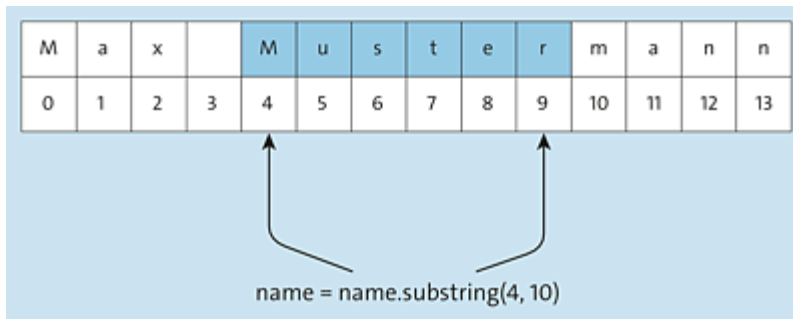 M a x M u s t e r m a n n
0 1 2 3 4 5 6 7 8 9 10 11 12 13
name = name.substring(4, 10)